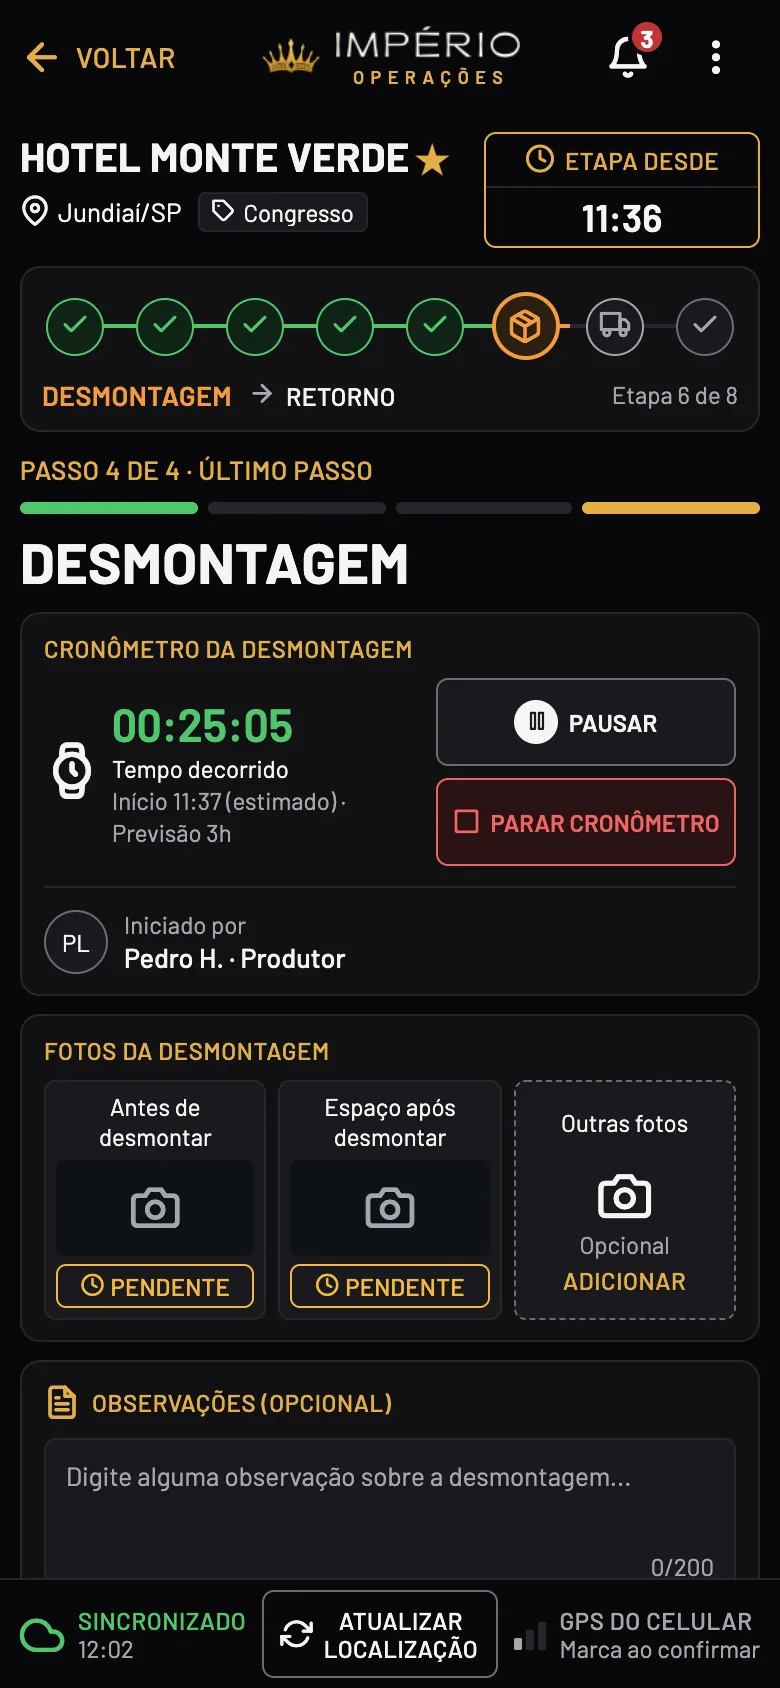 VOLTAR
IMPÉRIO
OPERAÇÕES
3
HOTEL MONTE VERDE
Jundiaí/SP
Congresso
ETAPA DESDE
11:36
DESMONTAGEM → RETORNO
Etapa 6 de 8
PASSO 4 DE 4 · ÚLTIMO PASSO
DESMONTAGEM
CRONÔMETRO DA DESMONTAGEM
00:25:05
Tempo decorrido
Início 11:37 (estimado) ·
Previsão 3h
PAUSAR
PARAR CRONÔMETRO
PL
Iniciado por
Pedro H. · Produtor
FOTOS DA DESMONTAGEM
Antes de
desmontar
PENDENTE
Espaço após
desmontar
PENDENTE
Outras fotos
Opcional
ADICIONAR
OBSERVAÇÕES (OPCIONAL)
Digite alguma observação sobre a desmontagem...
0/200
SINCRONIZADO
12:02
ATUALIZAR
LOCALIZAÇÃO
GPS DO CELULAR
Marca ao confirmar